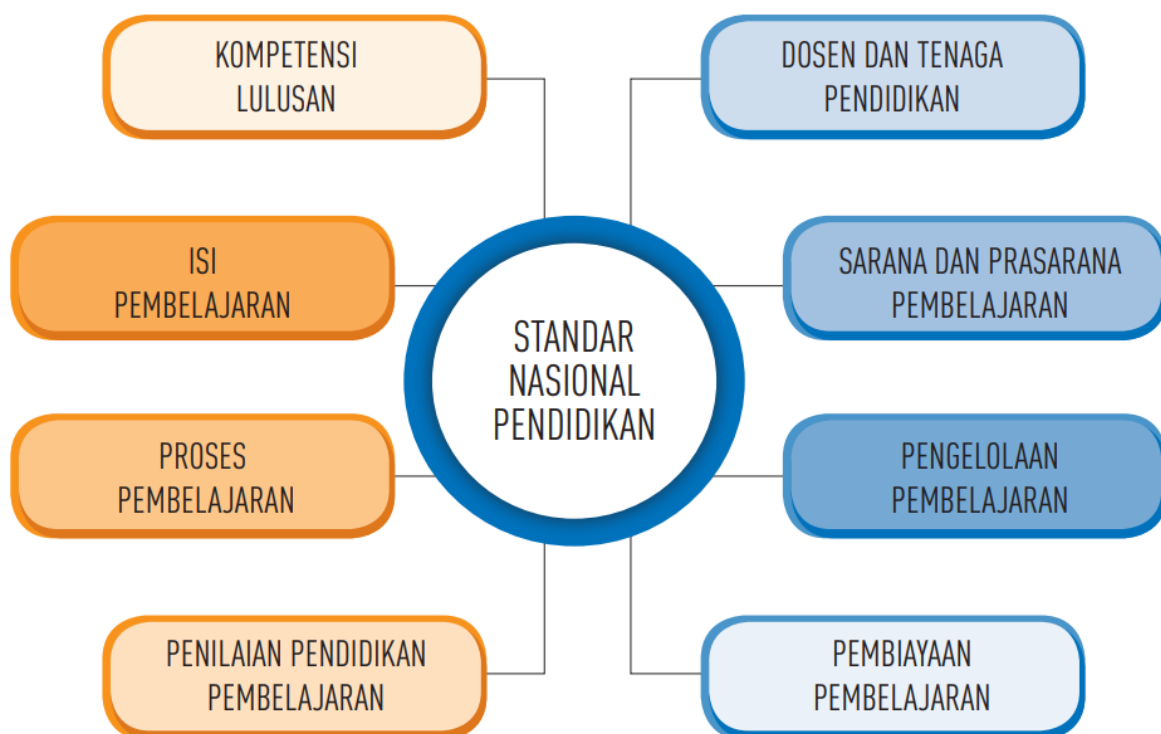 KOMPETENSI
LULUSAN
DOSEN DAN TENAGA
PENDIDIKAN
ISI
PEMBELAJARAN
SARANA DAN PRASARANA
PEMBELAJARAN
STANDAR
NASIONAL
PENDIDIKAN
PROSES
PEMBELAJARAN
PENGELOLAAN
PEMBELAJARAN
PENILAIAN PENDIDIKAN
PEMBELAJARAN
PEMBIAYAAN
PEMBELAJARAN